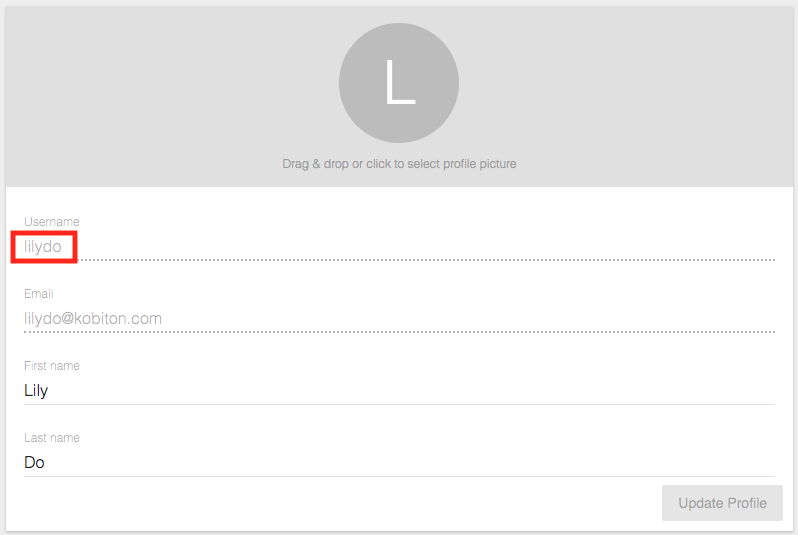 L
Drag & drop or click to select profile picture
Username
lilydo
Email
lilydo@kobiton.com
First name
Lily
Last name
Do
Update Profile